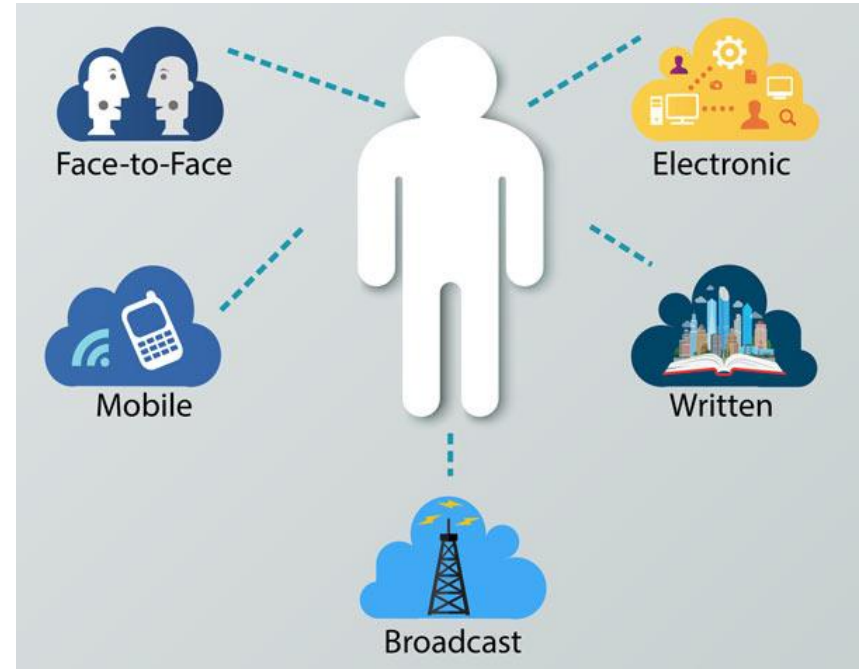 Face-to-Face
Electronic
Mobile
Written
Broadcast